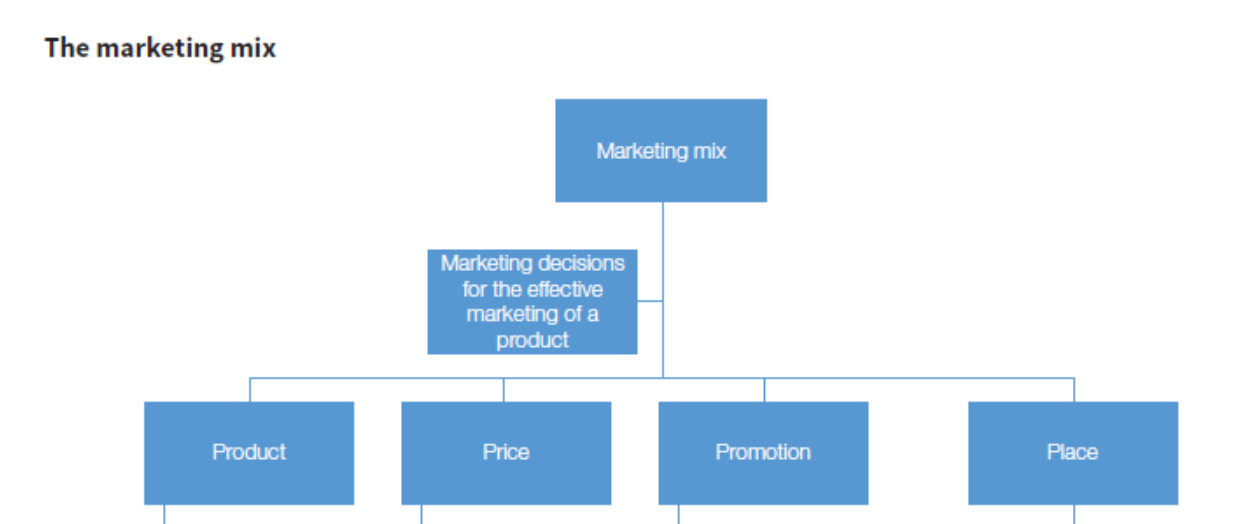 The marketing mix
Marketing mix
Marketing decisions
for the effective
marketing of a
product
Product
Price
Promotion
Place